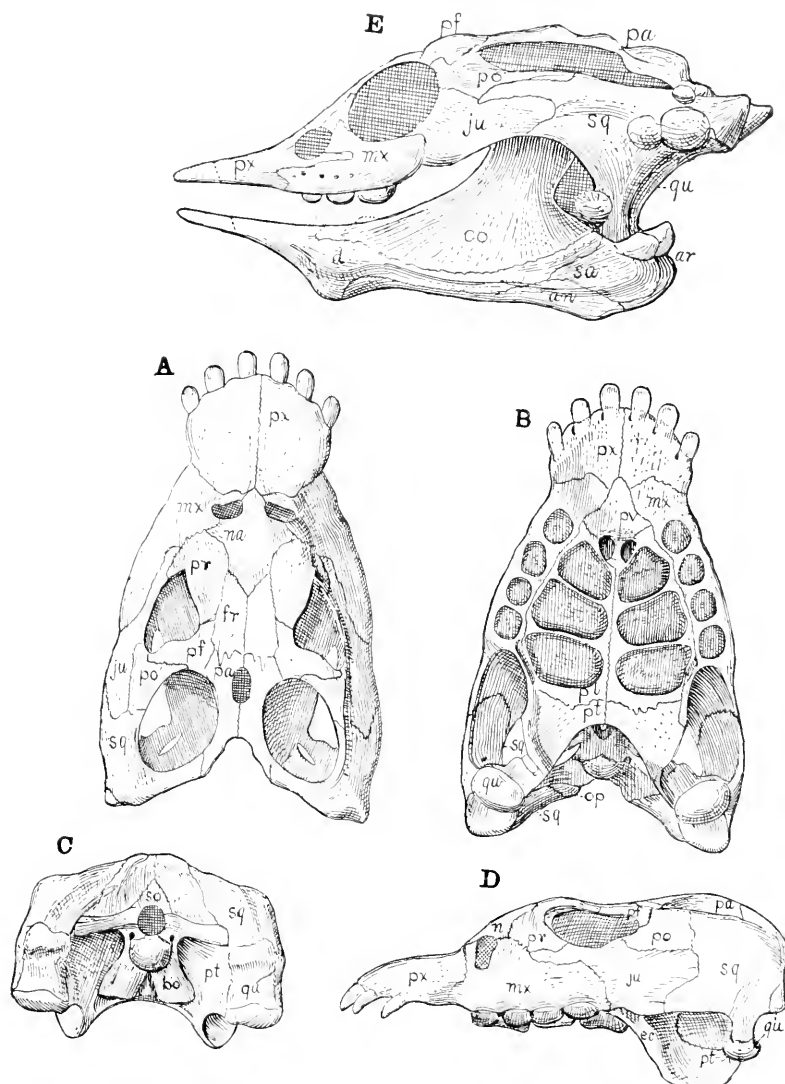 E
pf
pa
po
ju
sq
px
mx
qu
co
d
sa
ar
an
A
px
mx
na
pr
fr
pf
ju
po
pa
sq
B
px
mx
pv
pl
pt
sq
qu
op
sq
C
so
sq
pt
bo
qu
D
n
pr
pf
pa
po
px
mx
ju
sq
ec
qu
pt